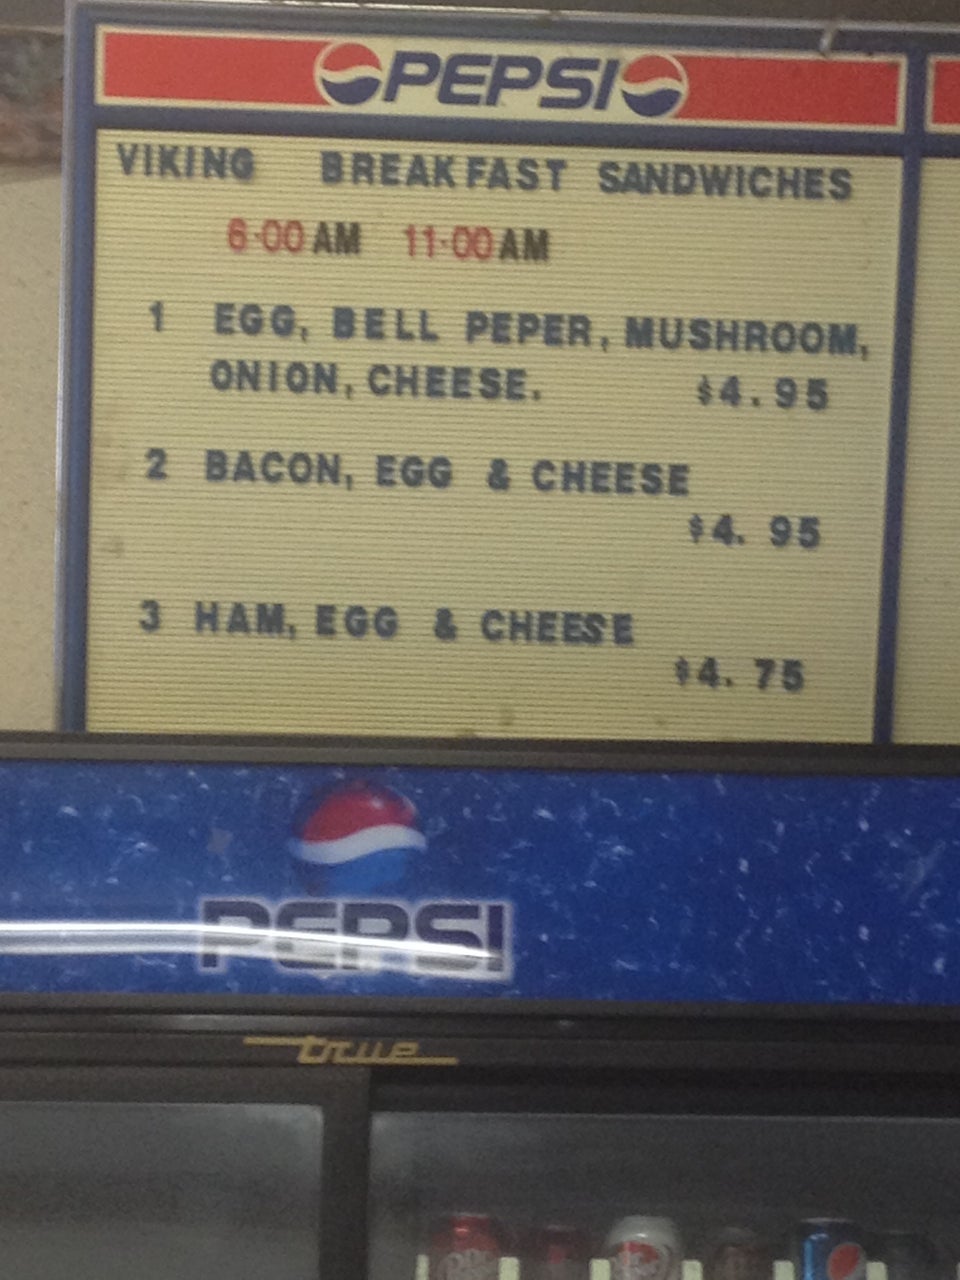 PEPSI
VIKING BREAKFAST SANDWICHES
6:00 AM 11:00 AM
1 EGG, BELL PEPER, MUSHROOM,
ONION, CHEESE. $4.95
2 BACON, EGG & CHEESE
$4.95
3 HAM, EGG & CHEESE
$4.75
PEPSI
true